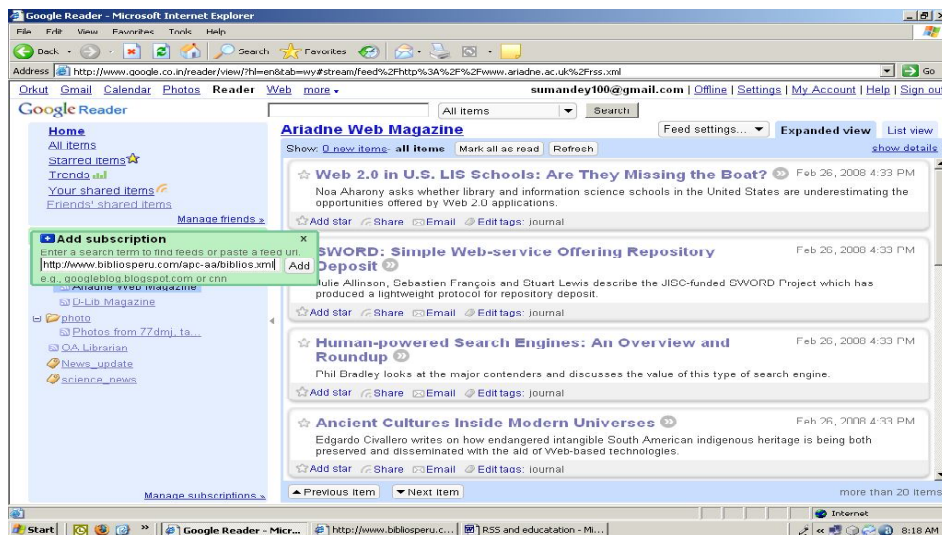 Google Reader - Microsoft Internet Explorer
File Edit View Favorites Tools Help
Back Search Favorites
Address http://www.google.co.in/reader/view/?hl=en&tab=wy#stream/feed%2Fhttp%3A%2F%2Fwww.ariadne.ac.uk%2Frss.xml Go
Orkut Gmail Calendar Photos Reader Web more sumandey100@gmail.com | Offline | Settings | My Account | Help | Sign out
Google Reader All items Search
Home
All items
Starred items
Trends
Your shared items
Friends' shared items
Manage friends »
Add subscription x
Enter a search term to find feeds or paste a feed url.
http://www.bibliosperu.com/apc-aa/biblios.xml Add
e.g., googleblog.blogspot.com or cnn
Ariadne Web Magazine
D-Lib Magazine
photo
Photos from 77dmj, ta...
OA Librarian
News_update
science_news
Manage subscriptions »
Ariadne Web Magazine Feed settings... Expanded view List view
Show: 0 new items - all items Mark all as read Refresh show details
Web 2.0 in U.S. LIS Schools: Are They Missing the Boat? Feb 26, 2008 4:33 PM
Noa Aharony asks whether library and information science schools in the United States are underestimating the
opportunities offered by Web 2.0 applications.
Add star Share Email Edit tags: journal
SWORD: Simple Web-service Offering Repository Feb 26, 2008 4:33 PM
Deposit
Julie Allinson, Sebastien François and Stuart Lewis describe the JISC-funded SWORD Project which has
produced a lightweight protocol for repository deposit.
Add star Share Email Edit tags: journal
Human-powered Search Engines: An Overview and Feb 26, 2008 4:33 PM
Roundup
Phil Bradley looks at the major contenders and discusses the value of this type of search engine.
Add star Share Email Edit tags: journal
Ancient Cultures Inside Modern Universes Feb 26, 2008 4:33 PM
Edgardo Civallero writes on how endangered intangible South American indigenous heritage is being both
preserved and disseminated with the aid of Web-based technologies.
Add star Share Email Edit tags: journal
Previous item Next item more than 20 items
Internet
Start » Google Reader - Micr... http://www.bibliosperu.c... RSS and educatation - Mi... « 8:18 AM